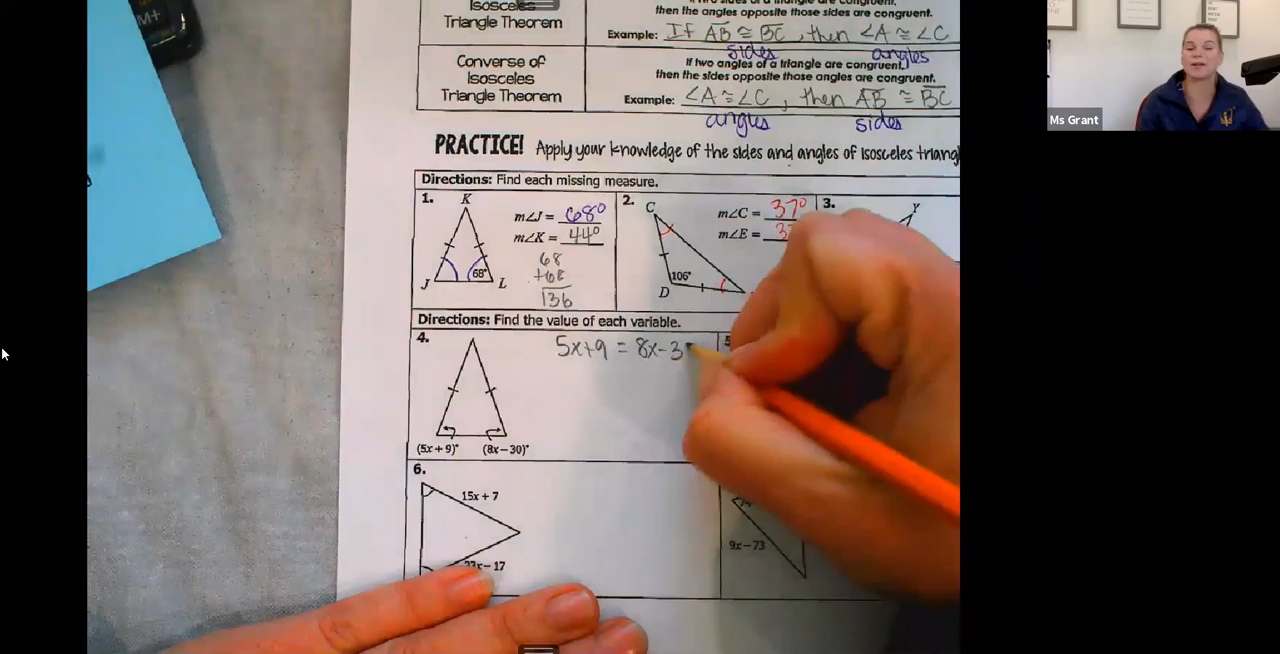 M+
Isosceles
Triangle Theorem
then the angles opposite those sides are congruent.
Example: If AB ≅ BC, then ∠A ≅ ∠C
sides angles
Converse of
Isosceles
Triangle Theorem
If two angles of a triangle are congruent,
then the sides opposite those angles are congruent.
Example: ∠A ≅ ∠C, then AB ≅ BC
angles sides
PRACTICE! Apply your knowledge of the sides and angles of isosceles
Directions: Find each missing measure.
1.
K
m∠J = 68°
m∠K = 44°
68
+68
136
J
68°
L
2.
C
m∠C = 37°
m∠E =
106°
D
3.
Y
Directions: Find the value of each variable.
4.
5x+9 = 8x-3
(5x + 9)°
(8x – 30)°
6.
15x + 7
– 17
9x – 73
Ms Grant